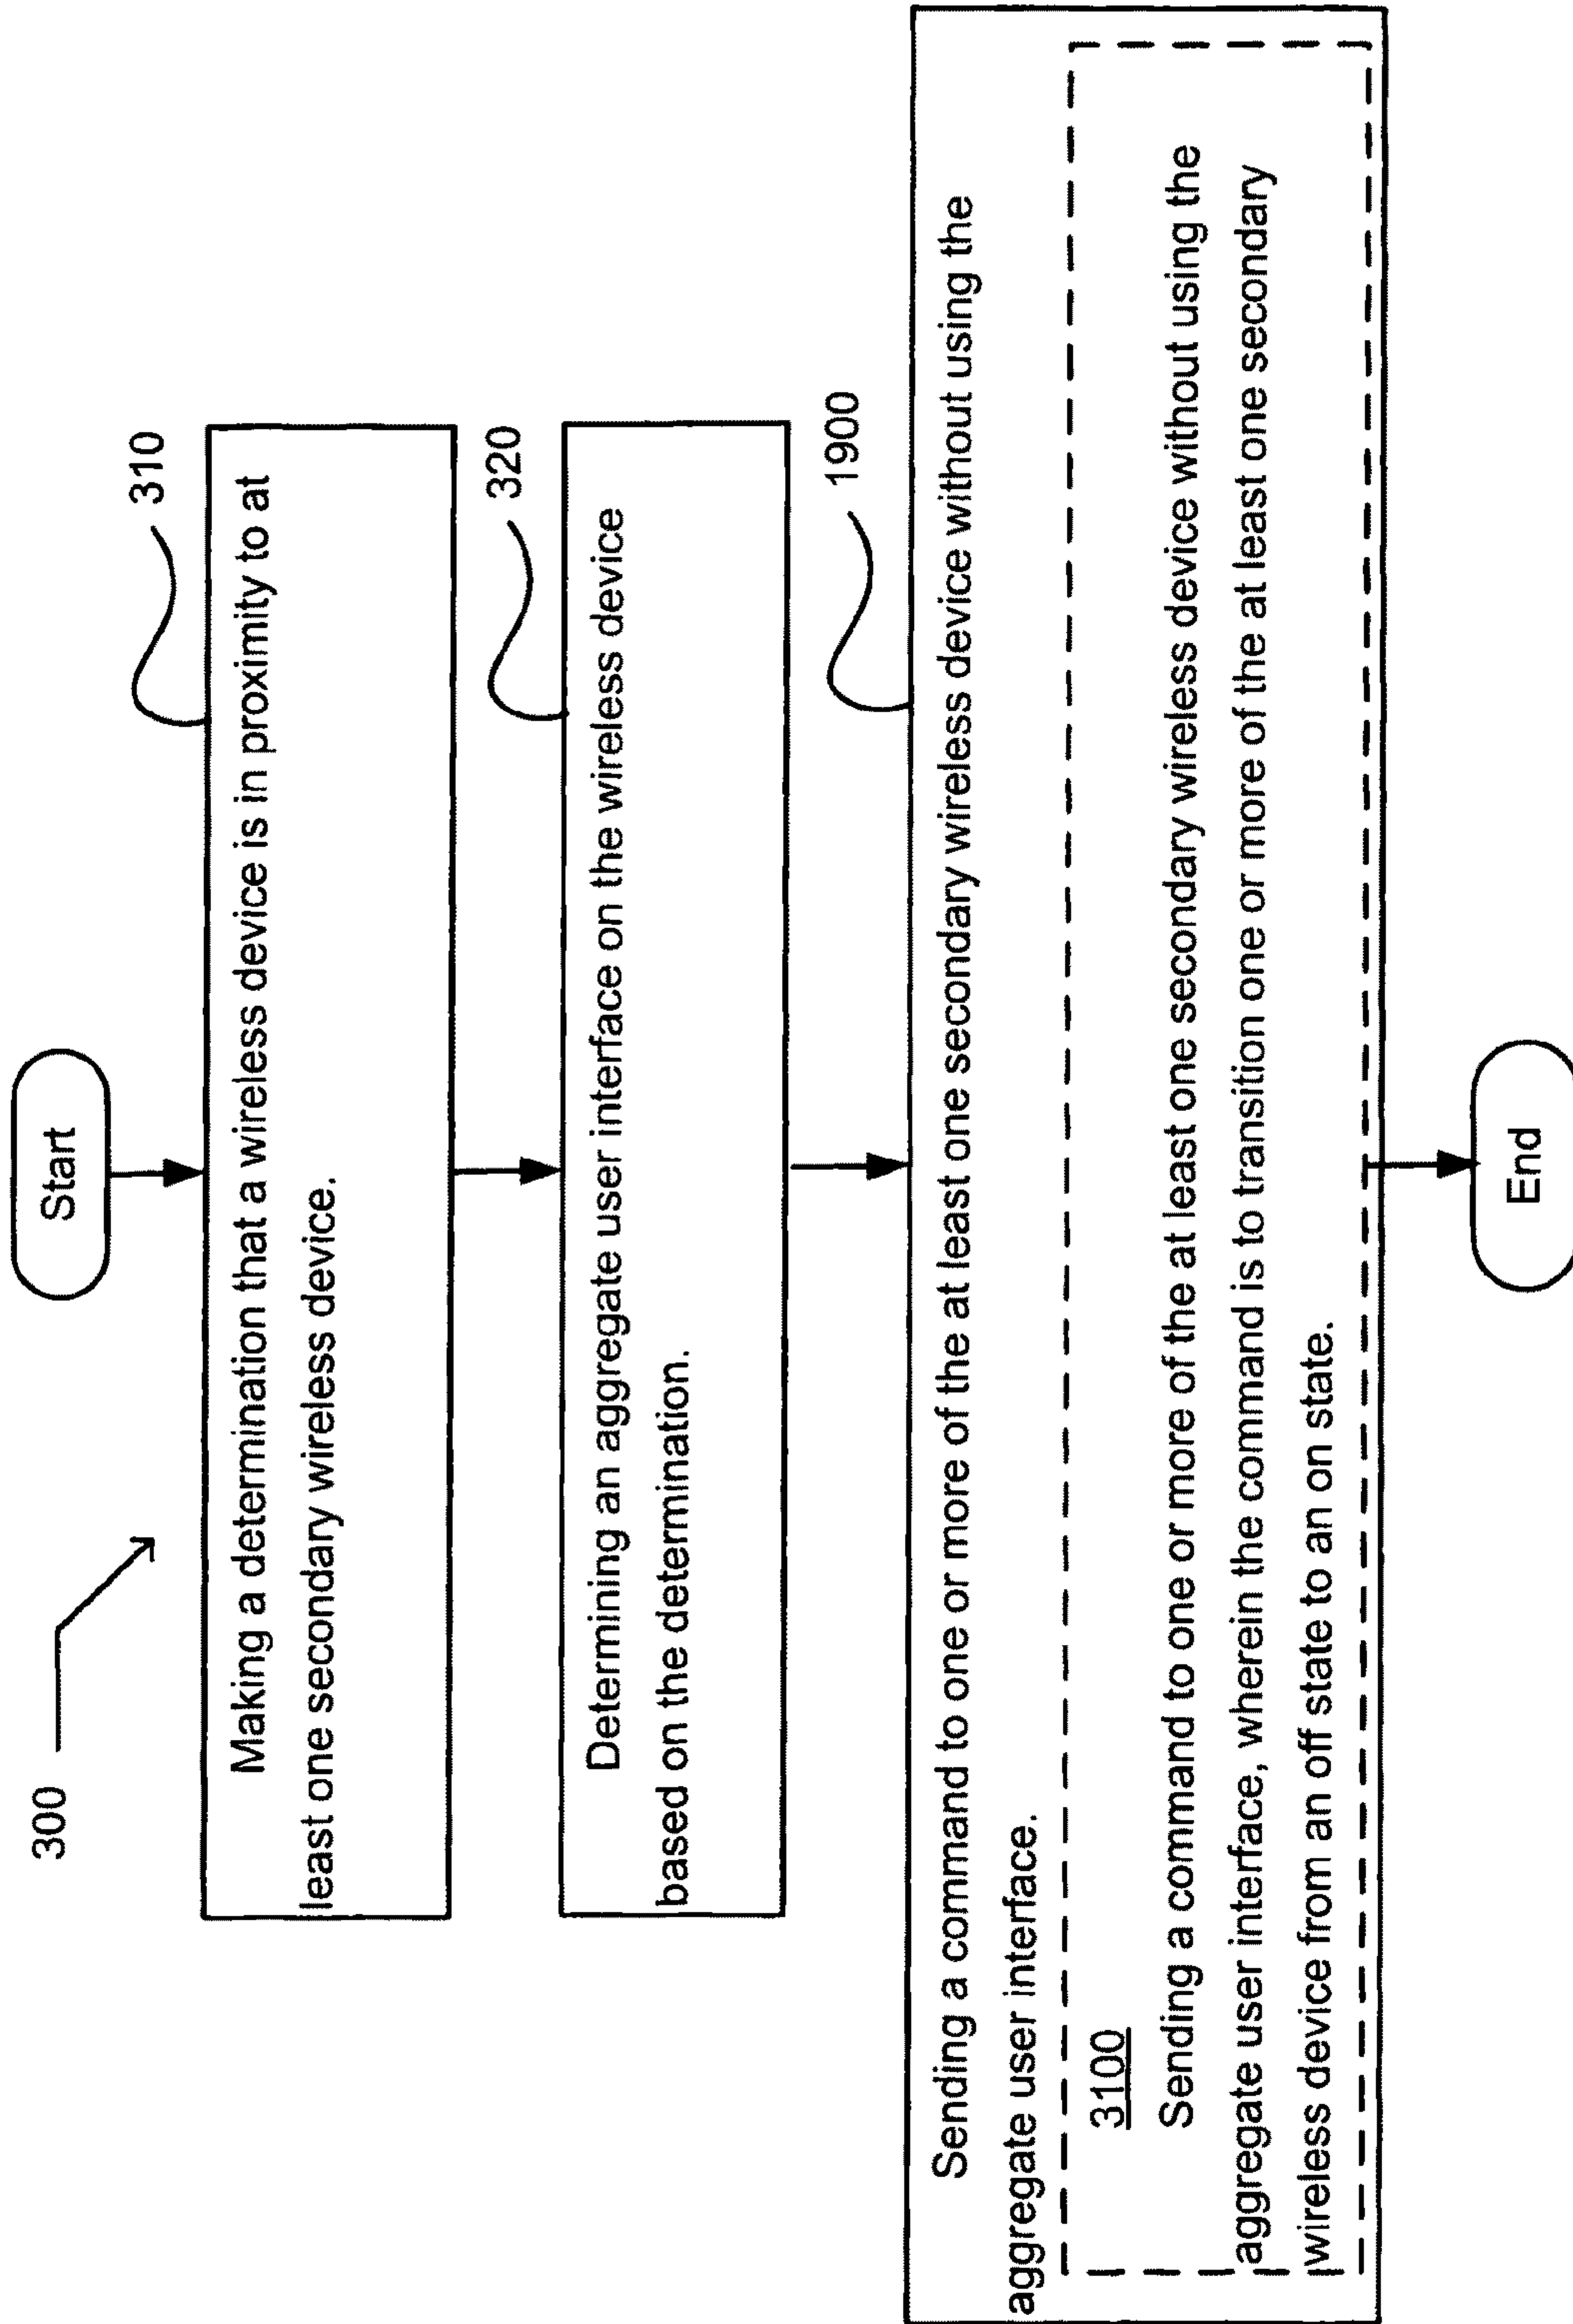 300
Start
310
Making a determination that a wireless device is in proximity to at
least one secondary wireless device.
320
Determining an aggregate user interface on the wireless device
based on the determination.
1900
Sending a command to one or more of the at least one secondary wireless device without using the
aggregate user interface.
3100
Sending a command to one or more of the at least one secondary wireless device without using the
aggregate user interface, wherein the command is to transition one or more of the at least one secondary
wireless device from an off state to an on state.
End